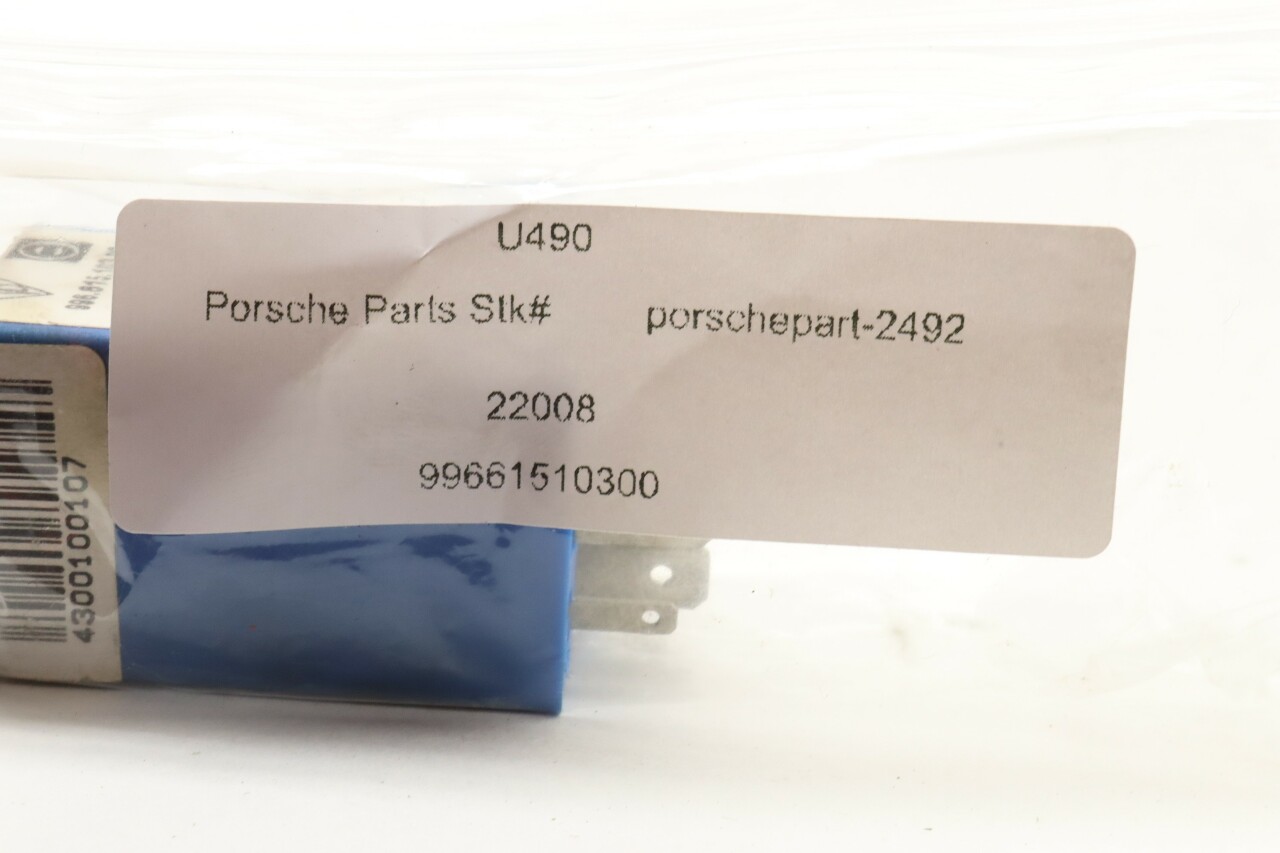 U490
Porsche Parts Stk# porschepart-2492
22008
99661510300
4300100107